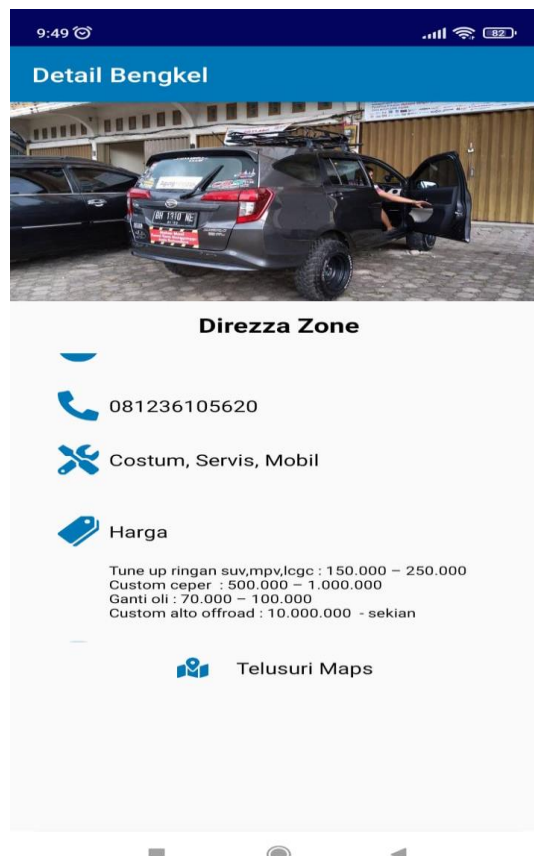 9:49
82
Detail Bengkel
Direzza Zone
081236105620
Costum, Servis, Mobil
Harga
Tune up ringan suv,mpv,lcgc : 150.000 – 250.000
Custom ceper : 500.000 – 1.000.000
Ganti oli : 70.000 – 100.000
Custom alto offroad : 10.000.000 - sekian
Telusuri Maps